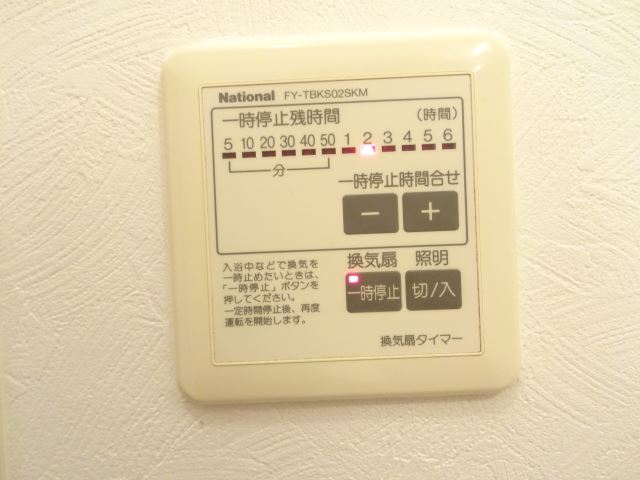 National FY-TBKS02SKM
一時停止残時間 (時間)
5 10 20 30 40 50 1 2 3 4 5 6
分
一時停止時間合せ
− +
換気扇 照明
一時停止 切/入
入浴中などで換気を
一時止めたいときは、
「一時停止」ボタンを
押してください。
一定時間停止後、再度
運転を開始します。
換気扇タイマー